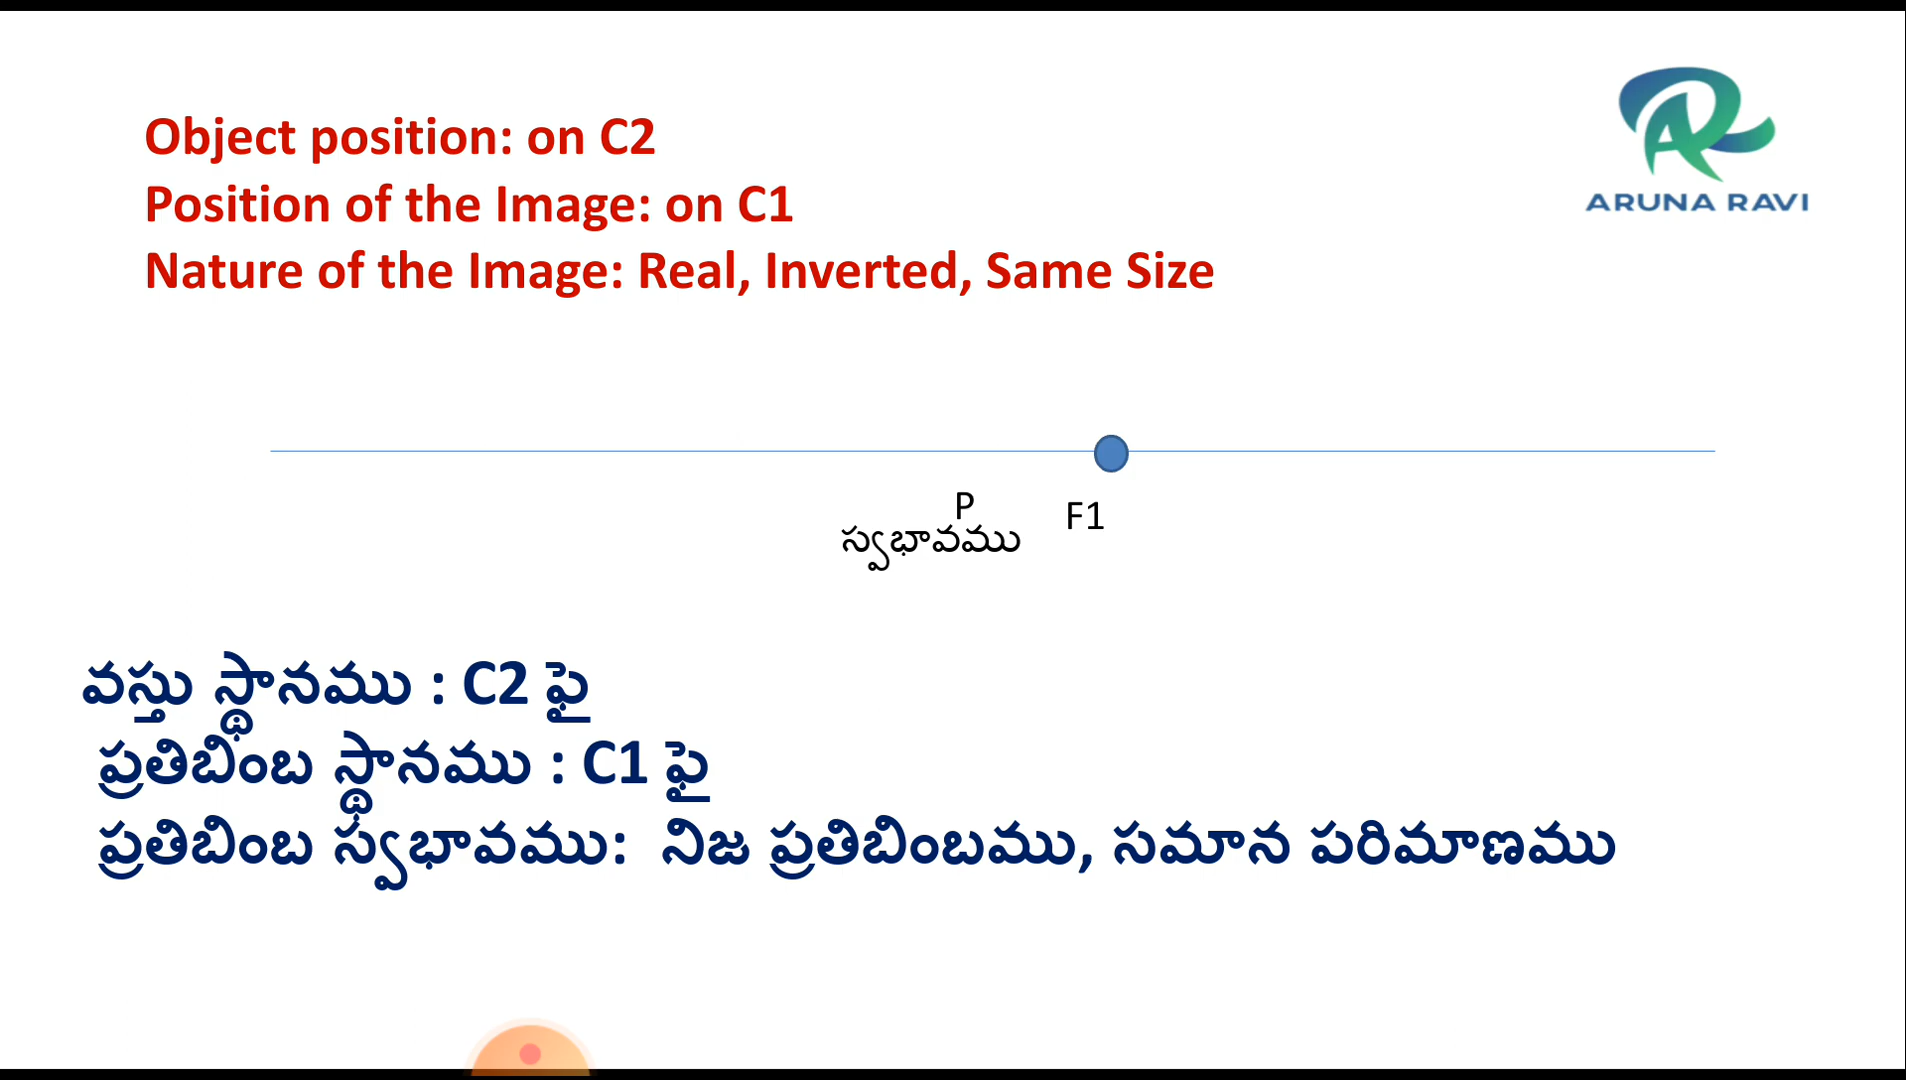 Object position: on C2
Position of the Image: on C1
Nature of the Image: Real, Inverted, Same Size
ARUNA RAVI
P
F1
స్వభావము
వస్తు స్థానము : C2 ఫై
ప్రతిబింబ స్థానము : C1 ఫై
ప్రతిబింబ స్వభావము: నిజ ప్రతిబింబము, సమాన పరిమాణము